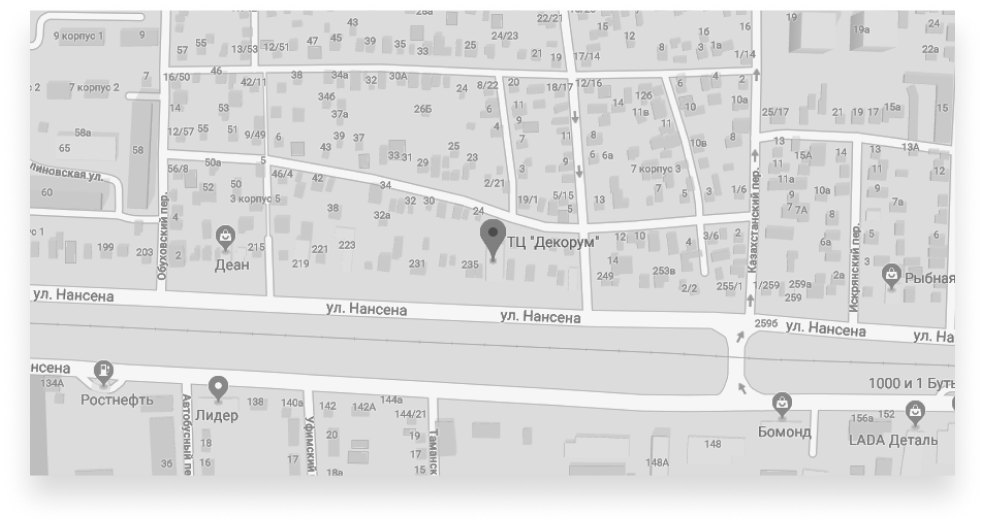 43
25а
22/21
16
19
24
9 корпус 1
9
57
55
13/53
12/51
47
45
39
35
33
25
24/23
15
12
8
3
1а
16
19а
22а
21
19
17/14
1/14
7
16/50
46
42/11
38
34а
32
30А
24
8/22
20
18/17
12/16
6
4
2
2
7 корпус 2
14
53
34б
37а
26Б
6
11
9
14
12б
11в
10
10а
25/17
21
19
17
15а
15
58а
12/57
55
51
9/49
6
39
37
4
7
11
8
11
10в
8
13
13
13А
65
58
43
33
31
29
25
23
3
9
6
6а
7 корпус 3
2
11
15А
11
12
линовская ул.
56/8
50а
5
46/4
42
34
2/21
5/15
7
5
3
1/6
11а
9
10а
9
60
52
50
3 корпус 5
38
32а
32
30
24
19/1
5
13
7
7А
8
7а
Обуховский пер.
4
ТЦ "Декорум"
12
10
4
3/6
2
Казахстанский пер.
6а
Искрянский пер.
5
3
6
ус 1
199
203
2
Деан
215
219
221
223
231
235
14
249
253в
2/2
255/1
1/259
259а
259
2а
Рыбная
ул. Нансена
ул. Нансена
ул. Нансена
259б
ул. Нансена
ул. На
нсена
134А
Ростнефть
Автобусный пе
Лидер
138
140а
142
142А
144а
144/21
1000 и 1 Буть
Бомонд
156а
152
LADA Деталь
Уфимский
Таманск
18
16
36
20
17
18а
19
17
15
148А
148